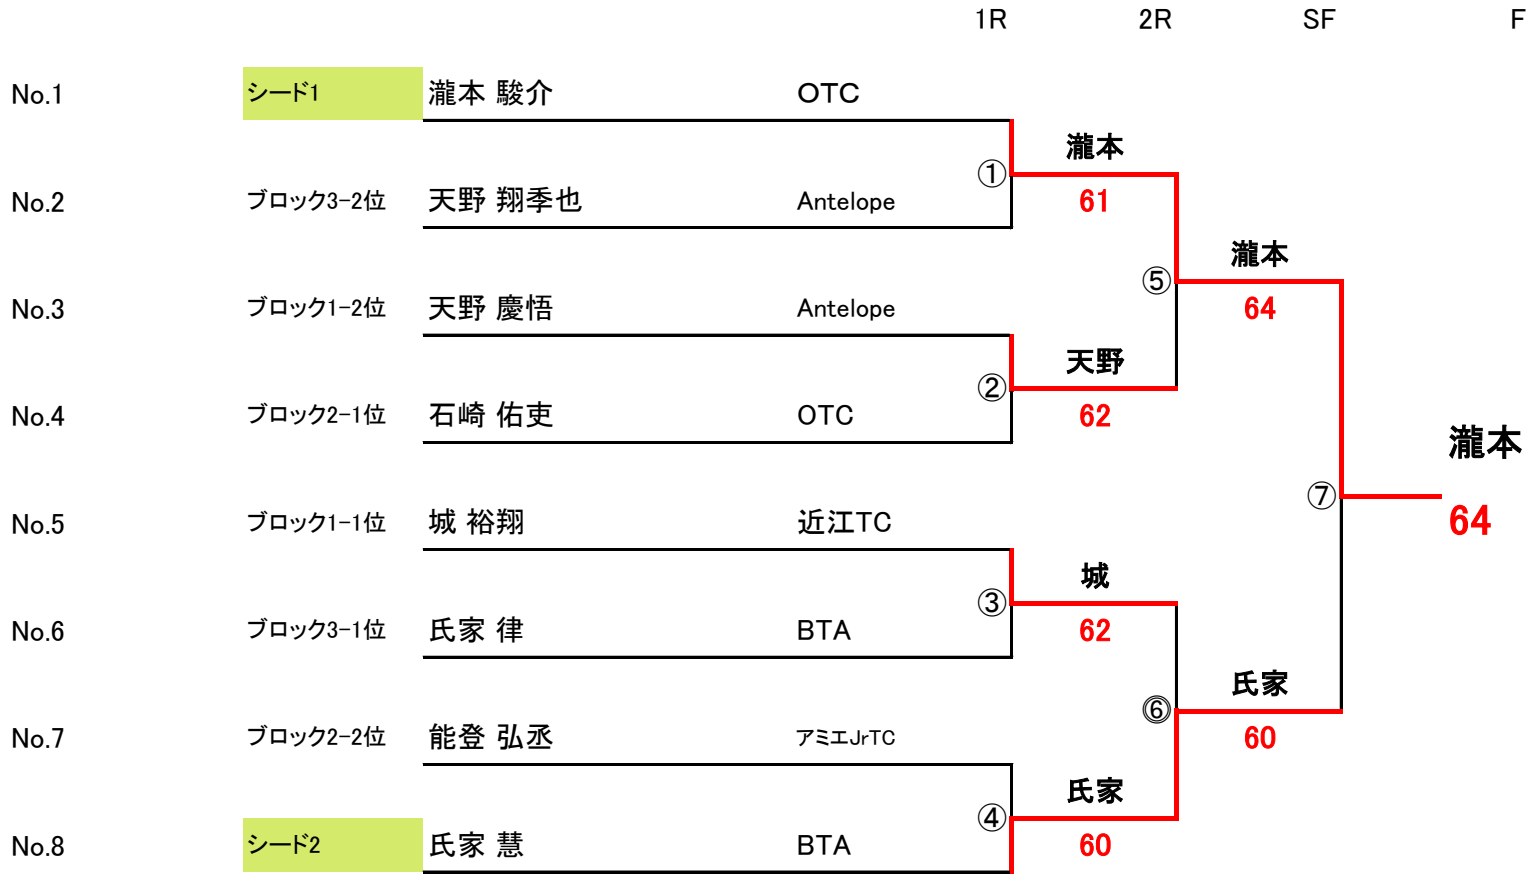 1R 2R SF F
No.1 シード1 瀧本 駿介 OTC
瀧本
①
61
No.2 ブロック3-2位 天野 翔季也 Antelope
瀧本
⑤
64
No.3 ブロック1-2位 天野 慶悟 Antelope
天野
②
62
No.4 ブロック2-1位 石崎 佑吏 OTC
瀧本
⑦
64
No.5 ブロック1-1位 城 裕翔 近江TC
城
③
62
No.6 ブロック3-1位 氏家 律 BTA
氏家
⑥
60
No.7 ブロック2-2位 能登 弘丞 アミエJrTC
氏家
④
60
No.8 シード2 氏家 慧 BTA